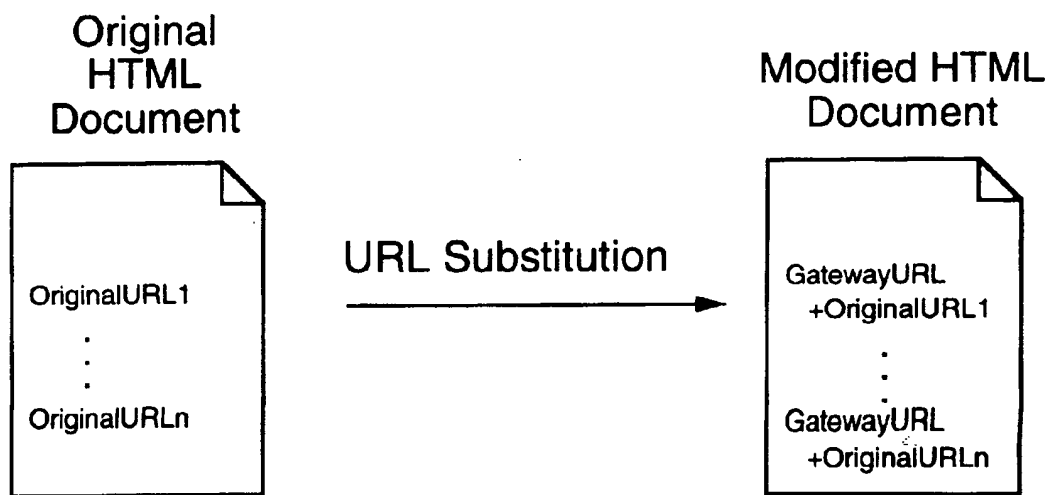 Original
HTML
Document
OriginalURL1
OriginalURLn
URL Substitution
Modified HTML
Document
GatewayURL
+OriginalURL1
GatewayURL
+OriginalURLn